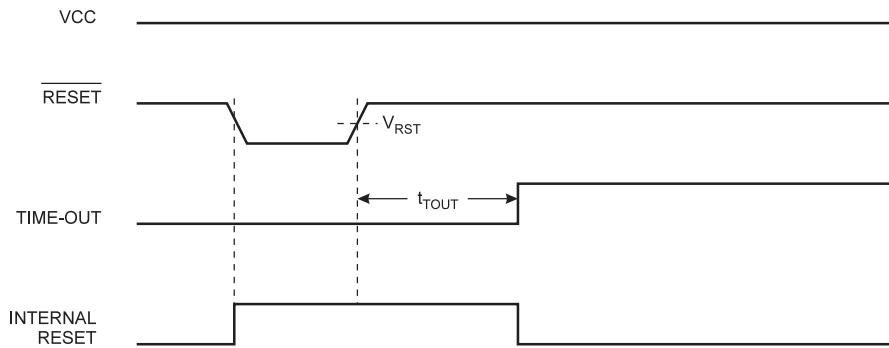 VCC
RESET
V_RST
t_TOUT
TIME-OUT
INTERNAL
RESET